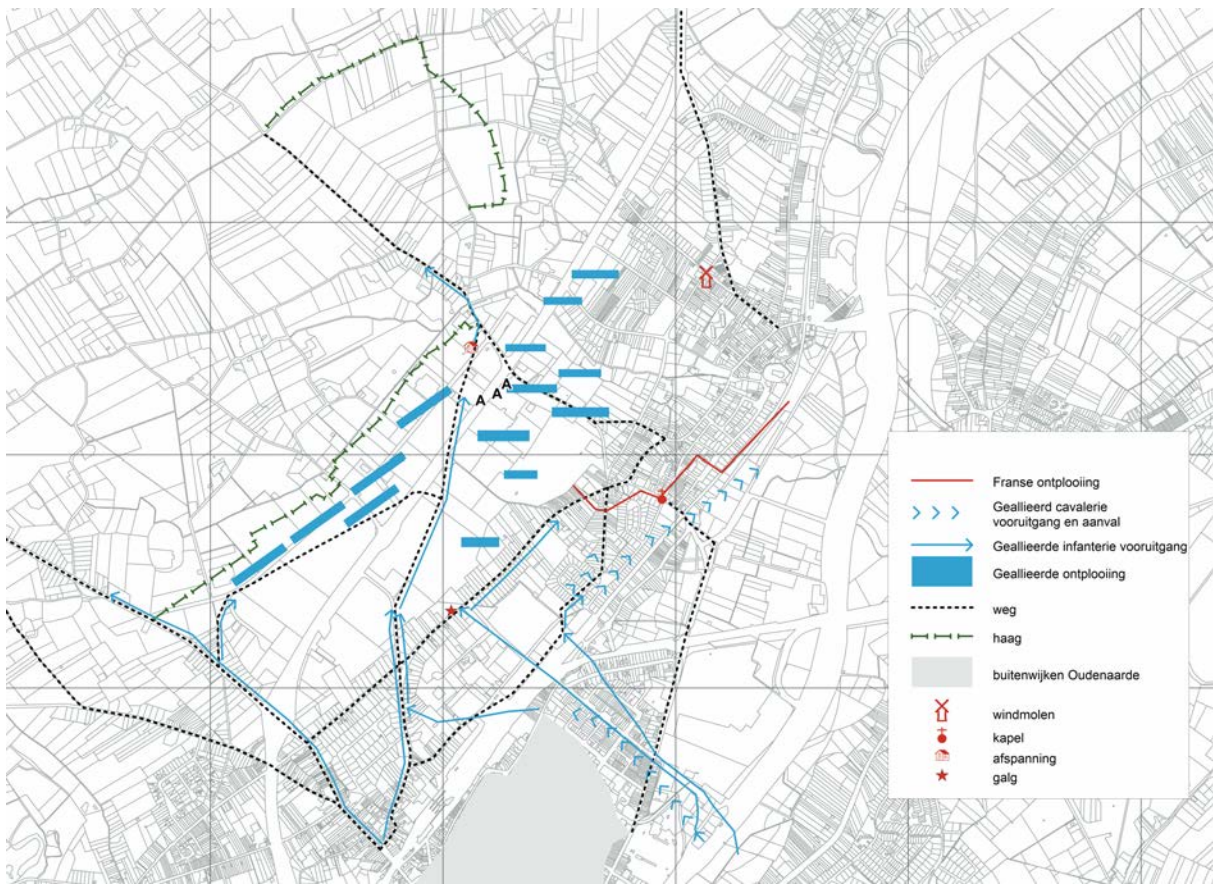 A
A
A
Franse ontplooiing
Geallieerd cavalerie
vooruitgang en aanval
Geallieerde infanterie vooruitgang
Geallieerde ontplooiing
weg
haag
buitenwijken Oudenaarde
windmolen
kapel
afspanning
galg